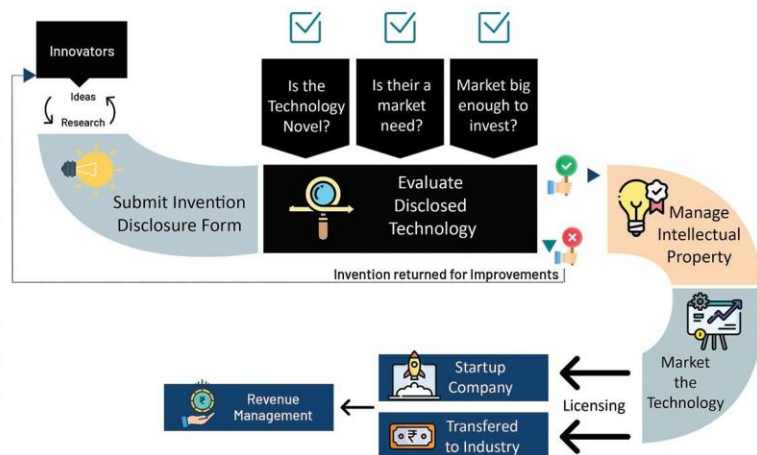 Innovators
Ideas
Research
Is the
Technology
Novel?
Is their a
market
need?
Market big
enough to
invest?
Submit Invention
Disclosure Form
Evaluate
Disclosed
Technology
Manage
Intellectual
Property
Invention returned for Improvements
Market
the
Technology
Licensing
Startup
Company
Transfered
to Industry
₹
Revenue
Management
₹